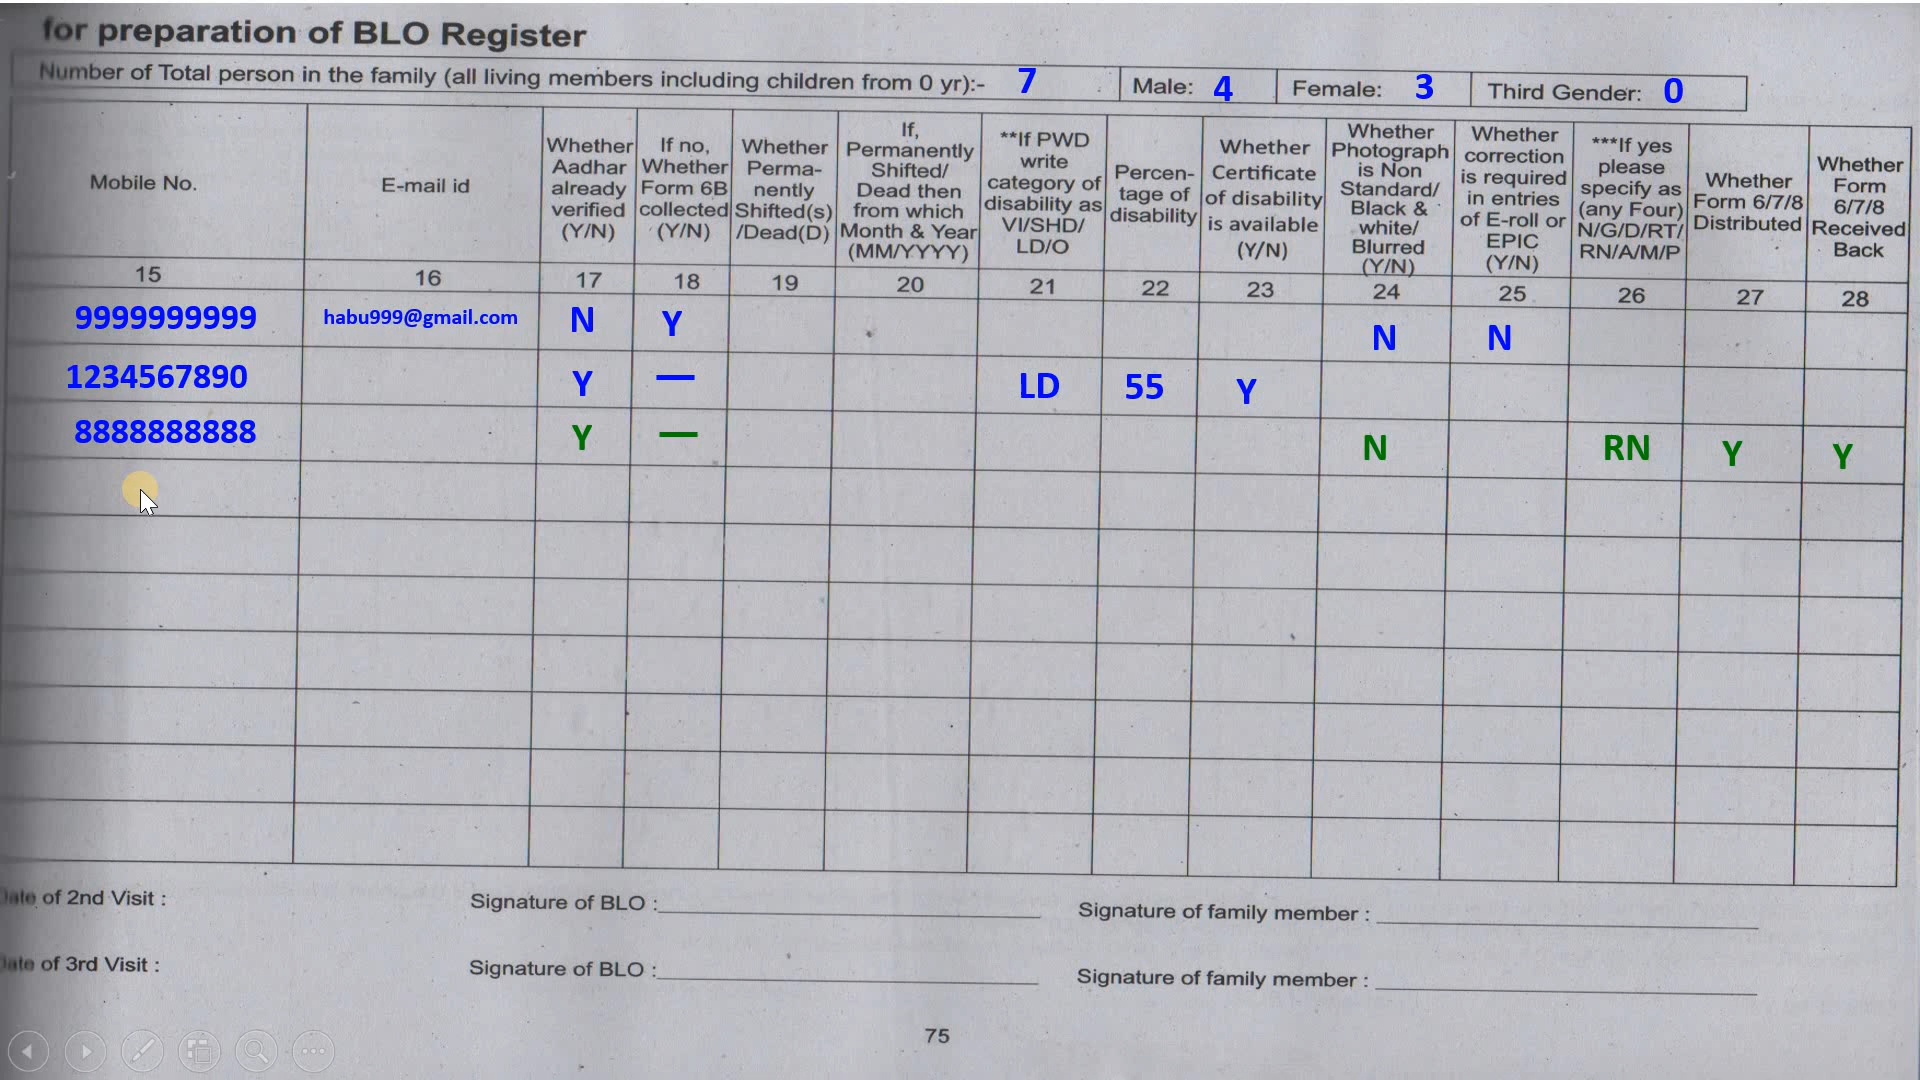 for preparation of BLO Register
Number of Total person in the family (all living members including children from 0 yr):- 7 Male: 4 Female: 3 Third Gender: 0
Mobile No.
E-mail id
Whether
Aadhar
already
verified
(Y/N)
If no,
Whether
Form 6B
collected
(Y/N)
Whether
Perma-
nently
Shifted(s)
/Dead(D)
If,
Permanently
Shifted/
Dead then
from which
Month & Year
(MM/YYYY)
**If PWD
write
category of
disability as
VI/SHD/
LD/O
Percen-
tage of
disability
Whether
Certificate
of disability
is available
(Y/N)
Whether
Photograph
is Non
Standard/
Black &
white/
Blurred
(Y/N)
Whether
correction
is required
in entries
of E-roll or
EPIC
(Y/N)
***If yes
please
specify as
(any Four)
N/G/D/RT/
RN/A/M/P
Whether
Form 6/7/8
Distributed
Whether
Form
6/7/8
Received
Back
15 16 17 18 19 20 21 22 23 24 25 26 27 28
9999999999 habu999@gmail.com N Y N N
1234567890 Y — LD 55 Y
8888888888 Y — N RN Y Y
Date of 2nd Visit : Signature of BLO : Signature of family member :
Date of 3rd Visit : Signature of BLO : Signature of family member :
75